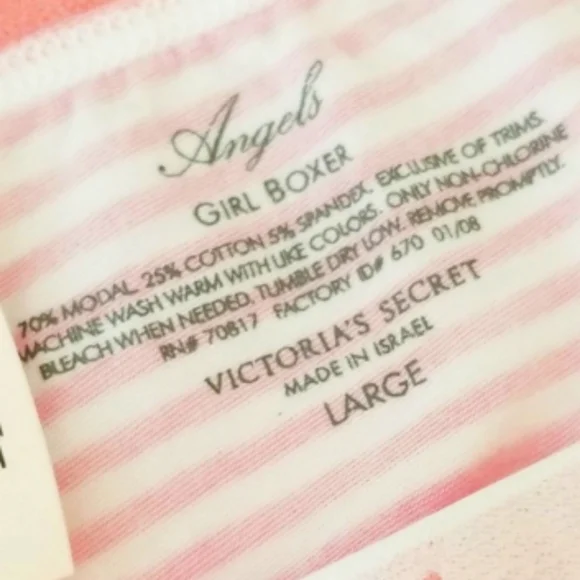 Angels
GIRL BOXER
70% MODAL 25% COTTON 5% SPANDEX. EXCLUSIVE OF TRIMS.
MACHINE WASH WARM WITH LIKE COLORS. ONLY NON-CHLORINE
BLEACH WHEN NEEDED. TUMBLE DRY LOW. REMOVE PROMPTLY.
RN# 70817 FACTORY ID# 670 01/08
VICTORIA'S SECRET
MADE IN ISRAEL
LARGE